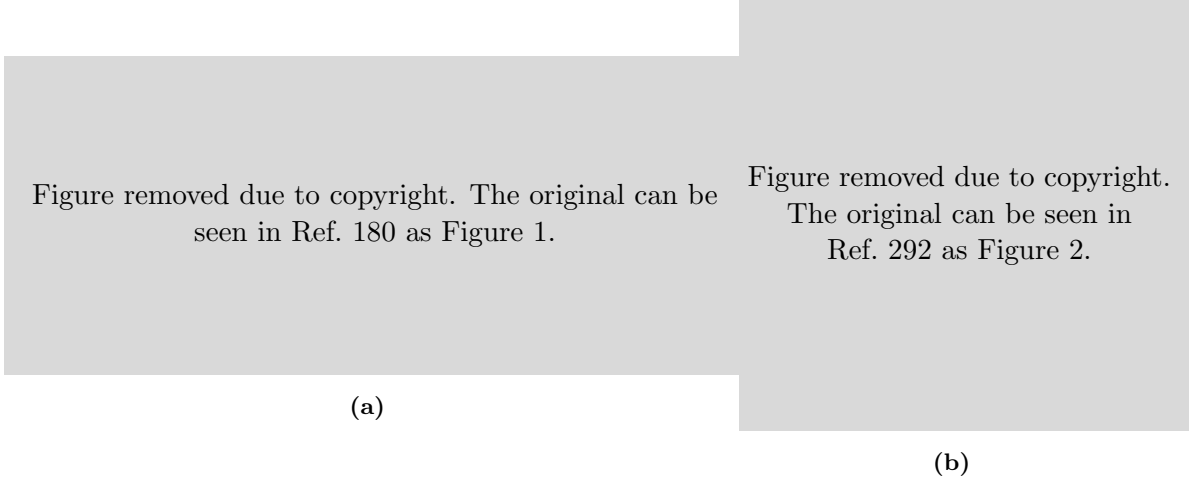 Figure removed due to copyright. The original can be
seen in Ref. 180 as Figure 1.
(a)
Figure removed due to copyright.
The original can be seen in
Ref. 292 as Figure 2.
(b)